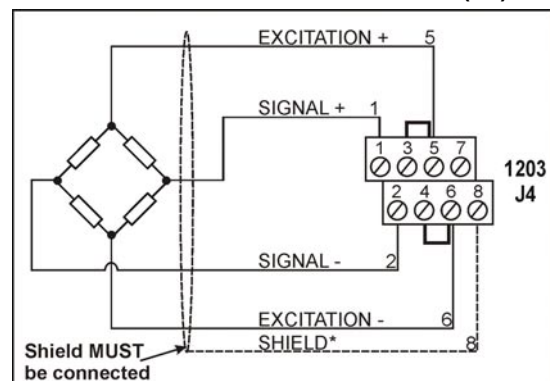 EXCITATION + 5
SIGNAL + 1
1 3 5 7
1203
J4
2 4 6 8
SIGNAL - 2
EXCITATION - 6
SHIELD* 8
Shield MUST
be connected